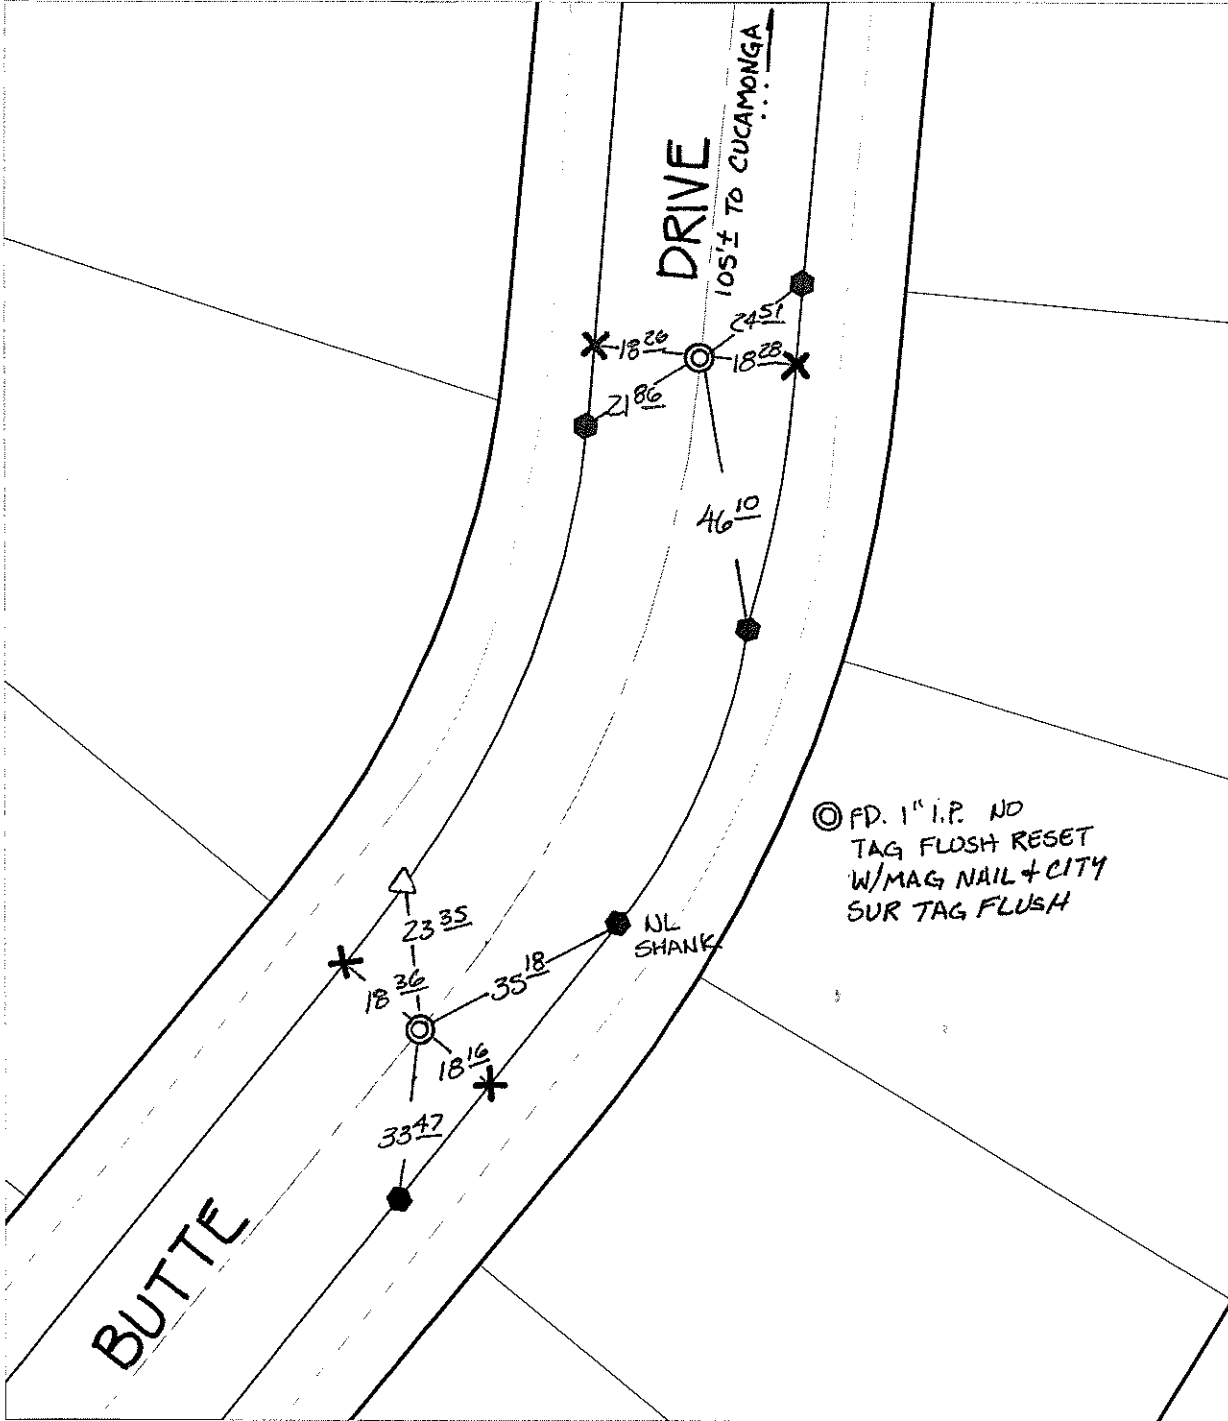 DRIVE
105'± TO CUCAMONGA
24 51
18 26
18 28
21 86
46 10
FD. 1" I.P. NO
TAG FLUSH RESET
W/MAG NAIL & CITY
SUR TAG FLUSH
NL
SHANK
23 35
35 18
18 36
18 16
33 47
BUTTE